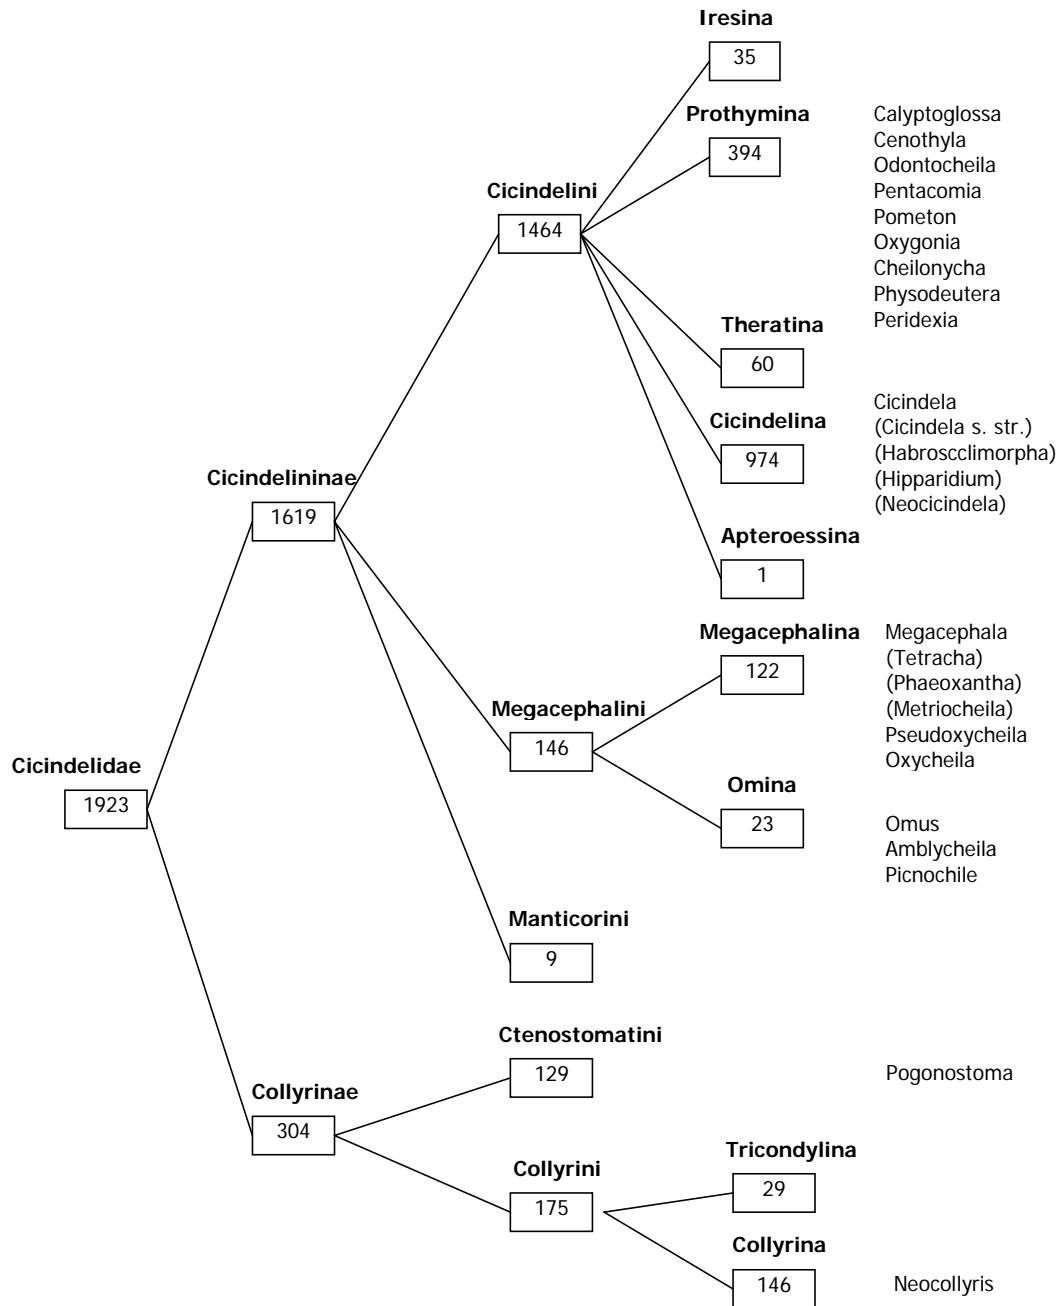 Iresina
35
Prothymina
394
Calyptoglossa
Cenothyla
Odontocheila
Pentacomia
Pometon
Oxygonia
Cheilonycha
Physodeutera
Peridexia
Cicindelini
1464
Theratina
60
Cicindelina
974
Cicindela
(Cicindela s. str.)
(Habroscclimorpha)
(Hipparidium)
(Neocicindela)
Cicindelininae
1619
Apteroessina
1
Megacephalina
122
Megacephala
(Tetracha)
(Phaeoxantha)
(Metriocheila)
Pseudoxycheila
Oxycheila
Megacephalini
146
Cicindelidae
1923
Omina
23
Omus
Amblycheila
Picnochile
Manticorini
9
Ctenostomatini
129
Pogonostoma
Collyrinae
304
Collyrini
175
Tricondylina
29
Collyrina
146
Neocollyris